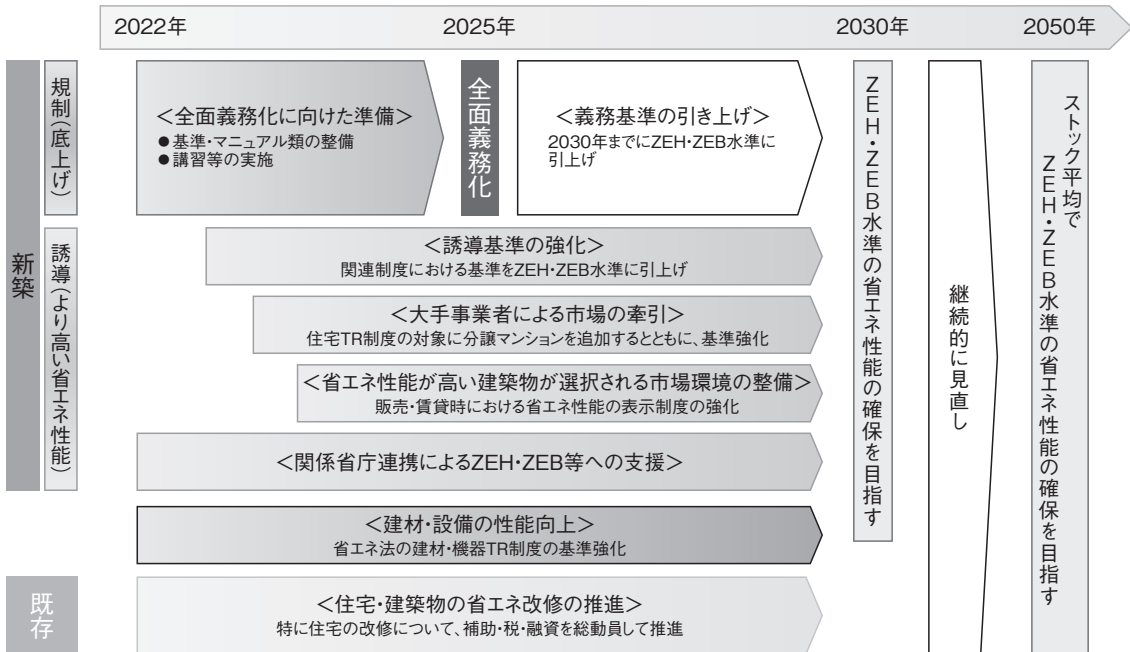 2022年
2025年
2030年
2050年
新築
規制(底上げ)
<全面義務化に向けた準備>
●基準・マニュアル類の整備
●講習等の実施
全面義務化
<義務基準の引き上げ>
2030年までにZEH・ZEB水準に
引上げ
誘導(より高い省エネ性能)
<誘導基準の強化>
関連制度における基準をZEH・ZEB水準に引上げ
<大手事業者による市場の牽引>
住宅TR制度の対象に分譲マンションを追加するとともに、基準強化
<省エネ性能が高い建築物が選択される市場環境の整備>
販売・賃貸時における省エネ性能の表示制度の強化
<関係省庁連携によるZEH・ZEB等への支援>
<建材・設備の性能向上>
省エネ法の建材・機器TR制度の基準強化
既存
<住宅・建築物の省エネ改修の推進>
特に住宅の改修について、補助・税・融資を総動員して推進
ZEH・ZEB水準の省エネ性能の確保を目指す
継続的に見直し
ストック平均で
ZEH・ZEB水準の省エネ性能の確保を目指す